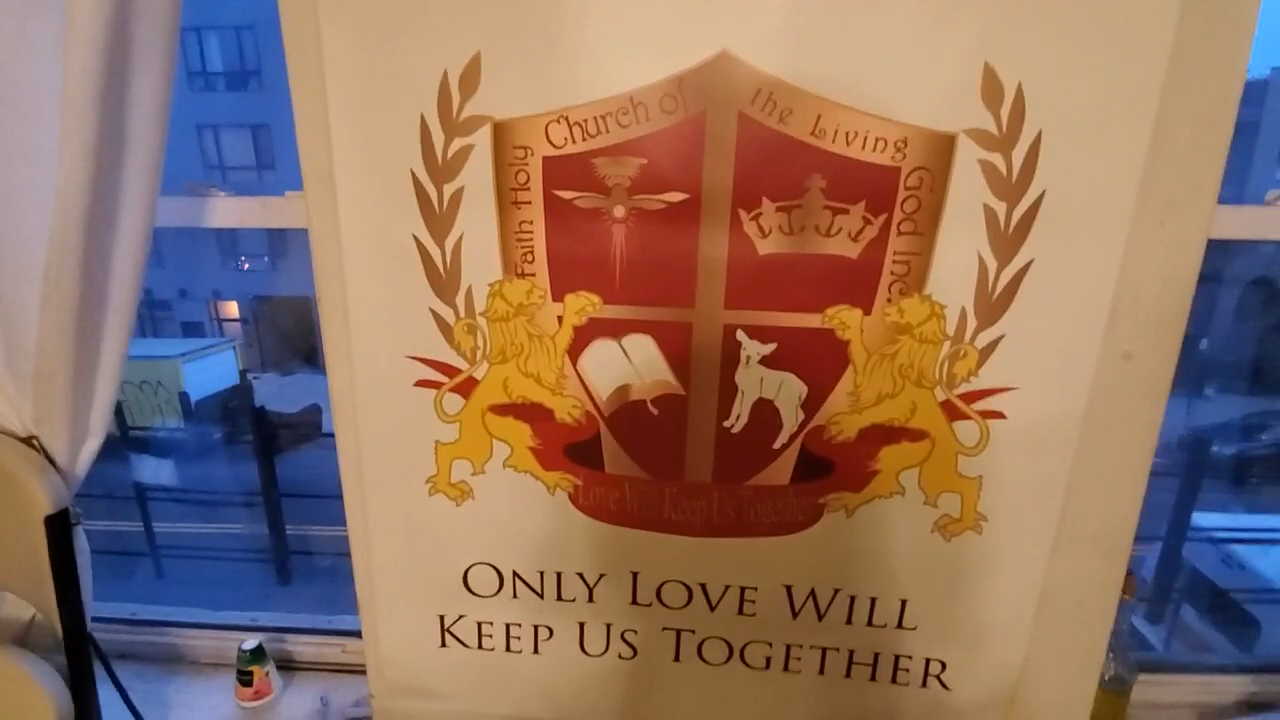 Faith Holy Church of the Living God Inc.
Love Will Keep Us Together
ONLY LOVE WILL
KEEP US TOGETHER